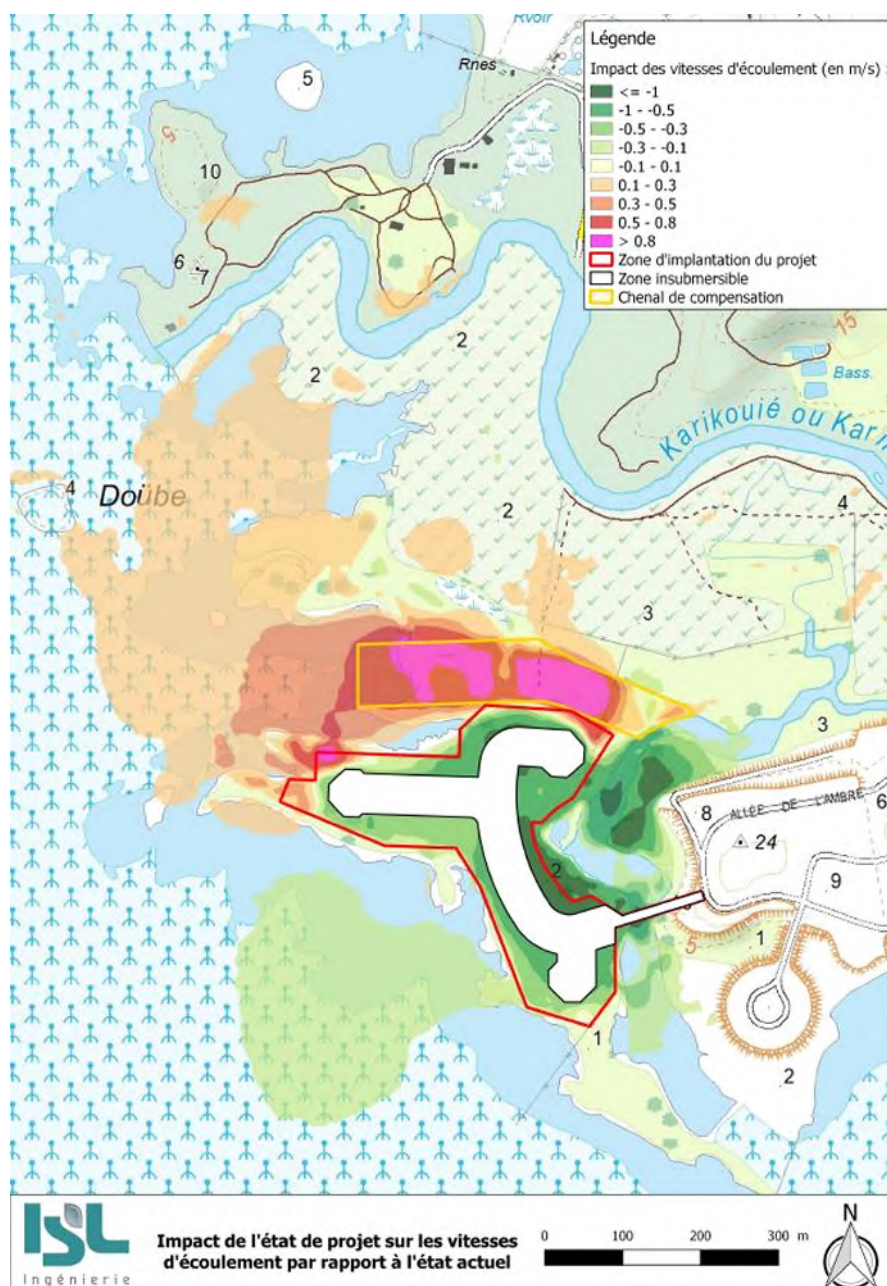 Rvoir
Rnes
5
5
10
6
7
Légende
Impact des vitesses d'écoulement (en m/s) :
<= -1
-1 - -0.5
-0.5 - -0.3
-0.3 - -0.1
-0.1 - 0.1
0.1 - 0.3
0.3 - 0.5
0.5 - 0.8
> 0.8
Zone d'implantation du projet
Zone insubmersible
Chenal de compensation
2
2
15
Bass.
Karikouié ou Kari
4
Doübe
2
4
3
3
8
ALLÉE DE L'AMBRE
6
24
9
2
5
1
1
2
ISL
Ingénierie
Impact de l'état de projet sur les vitesses
d'écoulement par rapport à l'état actuel
0 100 200 300 m
N